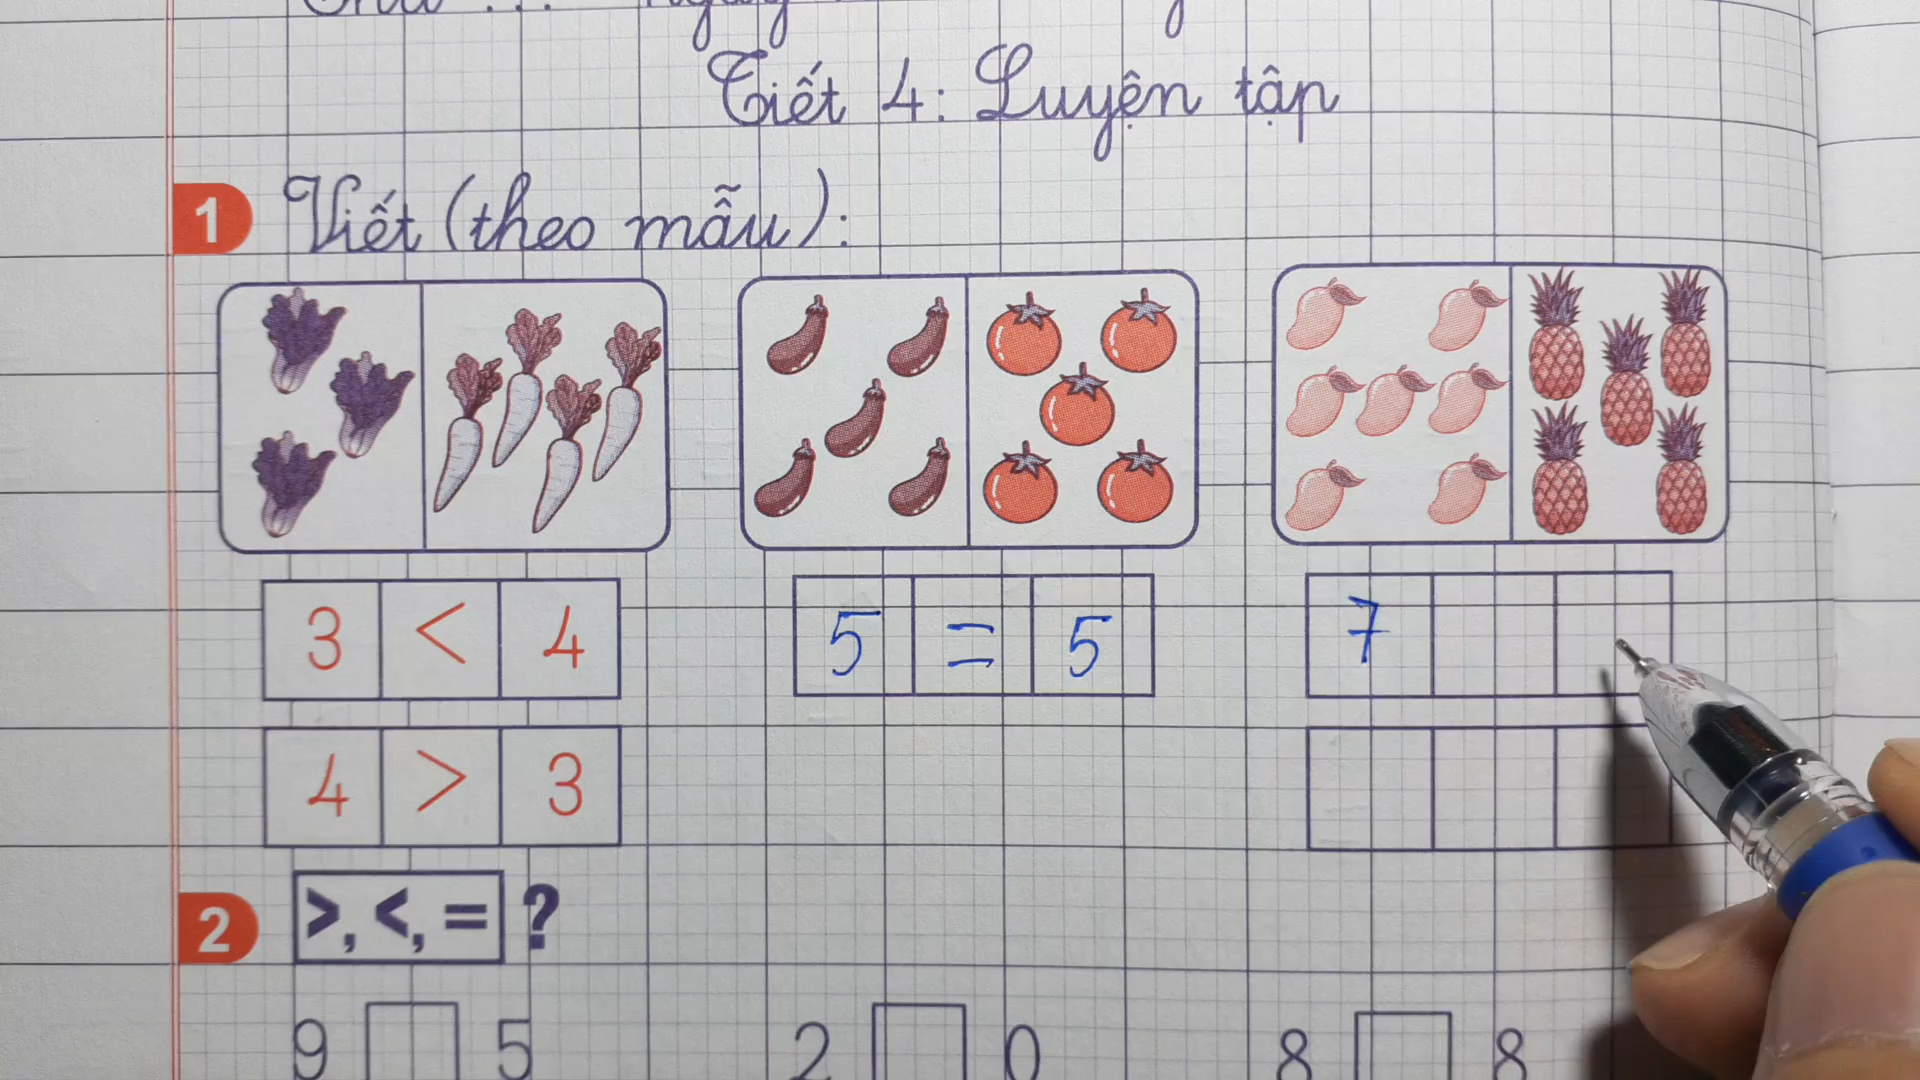 Tiết 4: Luyện tập
1 Viết (theo mẫu):
3 < 4
5 = 5
7
4 > 3
2 >, <, = ?
9 5
2 0
8 8